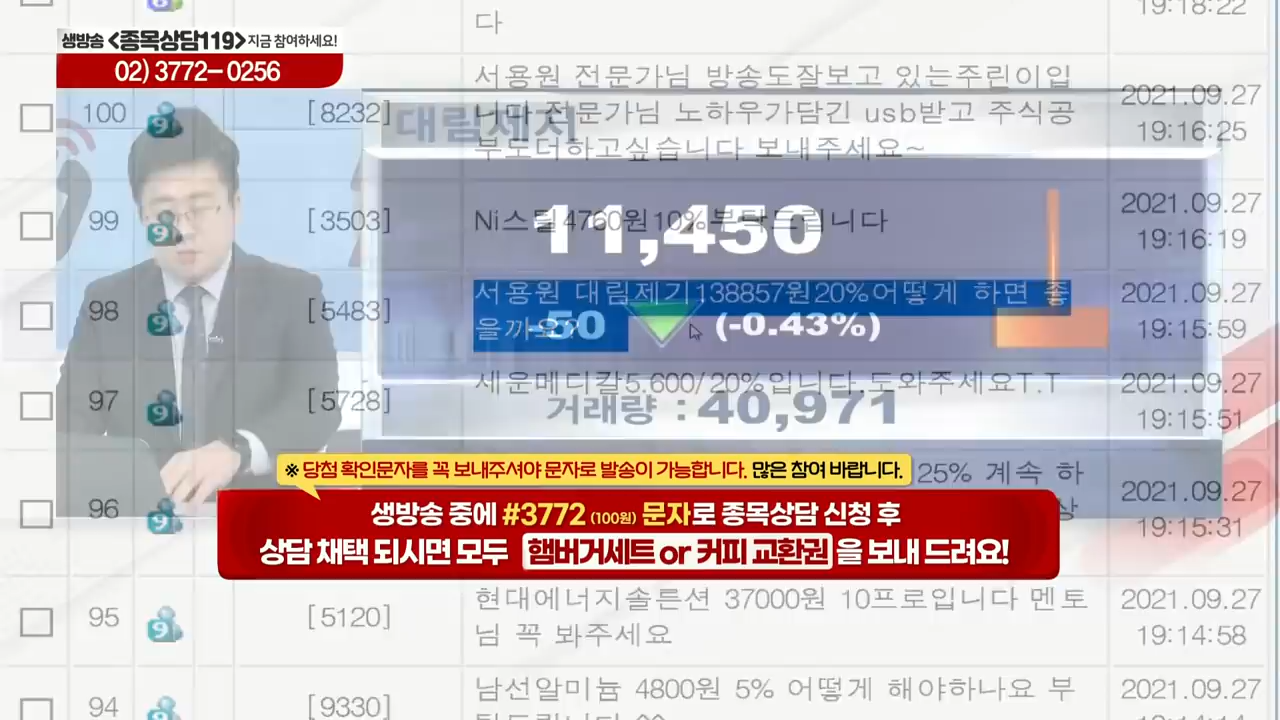 19:18:22
다
생방송 <종목상담119> 지금 참여하세요!
02) 3772-0256
100 [8232] 서용원 전문가님 방송도잘보고 있는주린이입
니다 전문가님 노하우가담긴 usb받고 주식공
부도더하고싶습니다 보내주세요~
2021.09.27
19:16:25
99 [3503] Ni스틸4760원10%부탁드립니다
2021.09.27
19:16:19
11,450
98 [5483] 서용원 대림제기,138857원20%어떻게 하면 좋
을까요?
2021.09.27
19:15:59
-50 (-0.43%)
97 [5728] 세운메디칼5.600/20%입니다.도와주세요T.T
2021.09.27
19:15:51
거래량 : 40,971
96 25% 계속 하
상
2021.09.27
19:15:31
※ 당첨 확인문자를 꼭 보내주셔야 문자로 발송이 가능합니다. 많은 참여 바랍니다.
생방송 중에 #3772 (100원) 문자로 종목상담 신청 후
상담 채택 되시면 모두 햄버거세트 or 커피 교환권 을 보내 드려요!
95 [5120] 현대에너지솔른션 37000원 10프로입니다 멘토
님 꼭 봐주세요
2021.09.27
19:14:58
94 [9330] 남선알미늄 4800원 5% 어떻게 해야하나요 부
2021.09.27